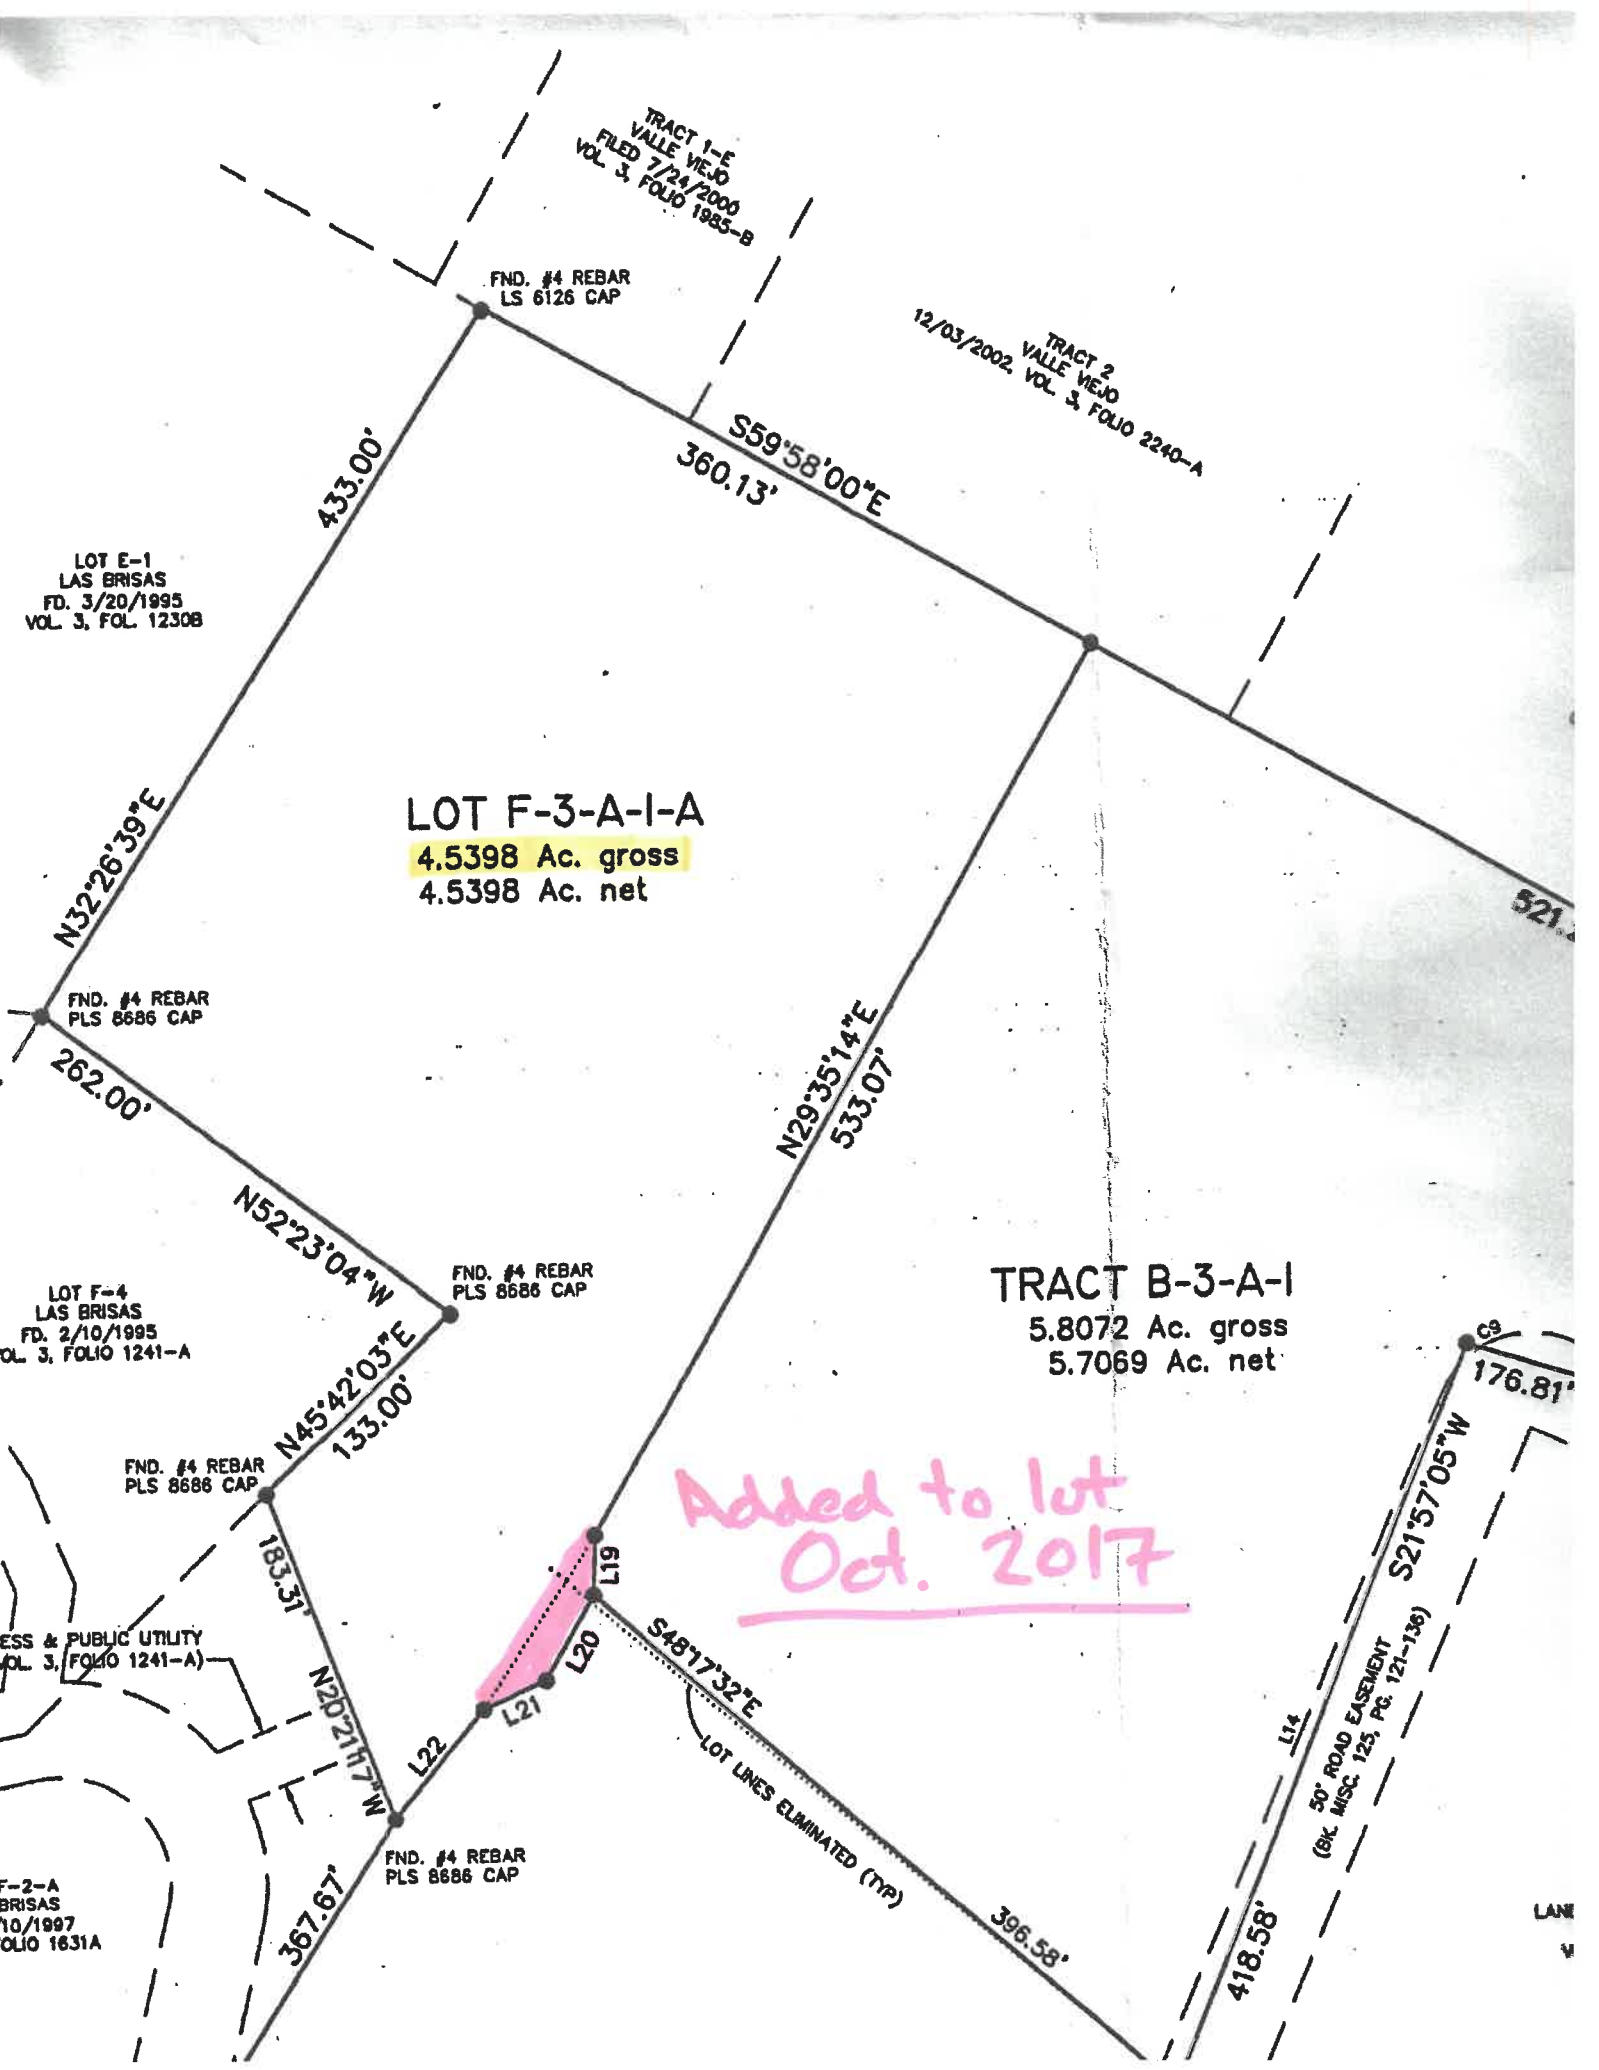 TRACT 1-E
VALLE VIEJO
FILED 7/24/2000
VOL. 3, FOLIO 1985-B
FND. #4 REBAR
LS 6126 CAP
TRACT 2
VALLE VIEJO
12/03/2002, VOL. 3, FOLIO 2240-A
433.00'
S59°58'00"E
360.13'
LOT E-1
LAS BRISAS
FD. 3/20/1995
VOL. 3, FOL. 1230B
N32°26'39"E
LOT F-3-A-1-A
4.5398 Ac. gross
4.5398 Ac. net
521.
FND. #4 REBAR
PLS 8686 CAP
262.00'
N29°35'14"E
533.07'
N52°23'04"W
FND. #4 REBAR
PLS 8686 CAP
LOT F-4
LAS BRISAS
FD. 2/10/1995
OL. 3, FOLIO 1241-A
TRACT B-3-A-1
5.8072 Ac. gross
5.7069 Ac. net
C9
176.81'
N45°42'03"E
133.00'
FND. #4 REBAR
PLS 8686 CAP
S21°57'05"W
Added to lot
Oct. 2017
183.31'
L19
L20
L21
L22
S48°17'32"E
ESS & PUBLIC UTILITY
VOL. 3, FOLIO 1241-A)
N20°21'17"W
LOT LINES ELIMINATED (TYP)
L14
50' ROAD EASEMENT
(BK. MISC. 125, PG. 121-136)
FND. #4 REBAR
PLS 8686 CAP
367.67'
396.58'
418.58'
F-2-A
BRISAS
/10/1997
OLIO 1631A
LAND